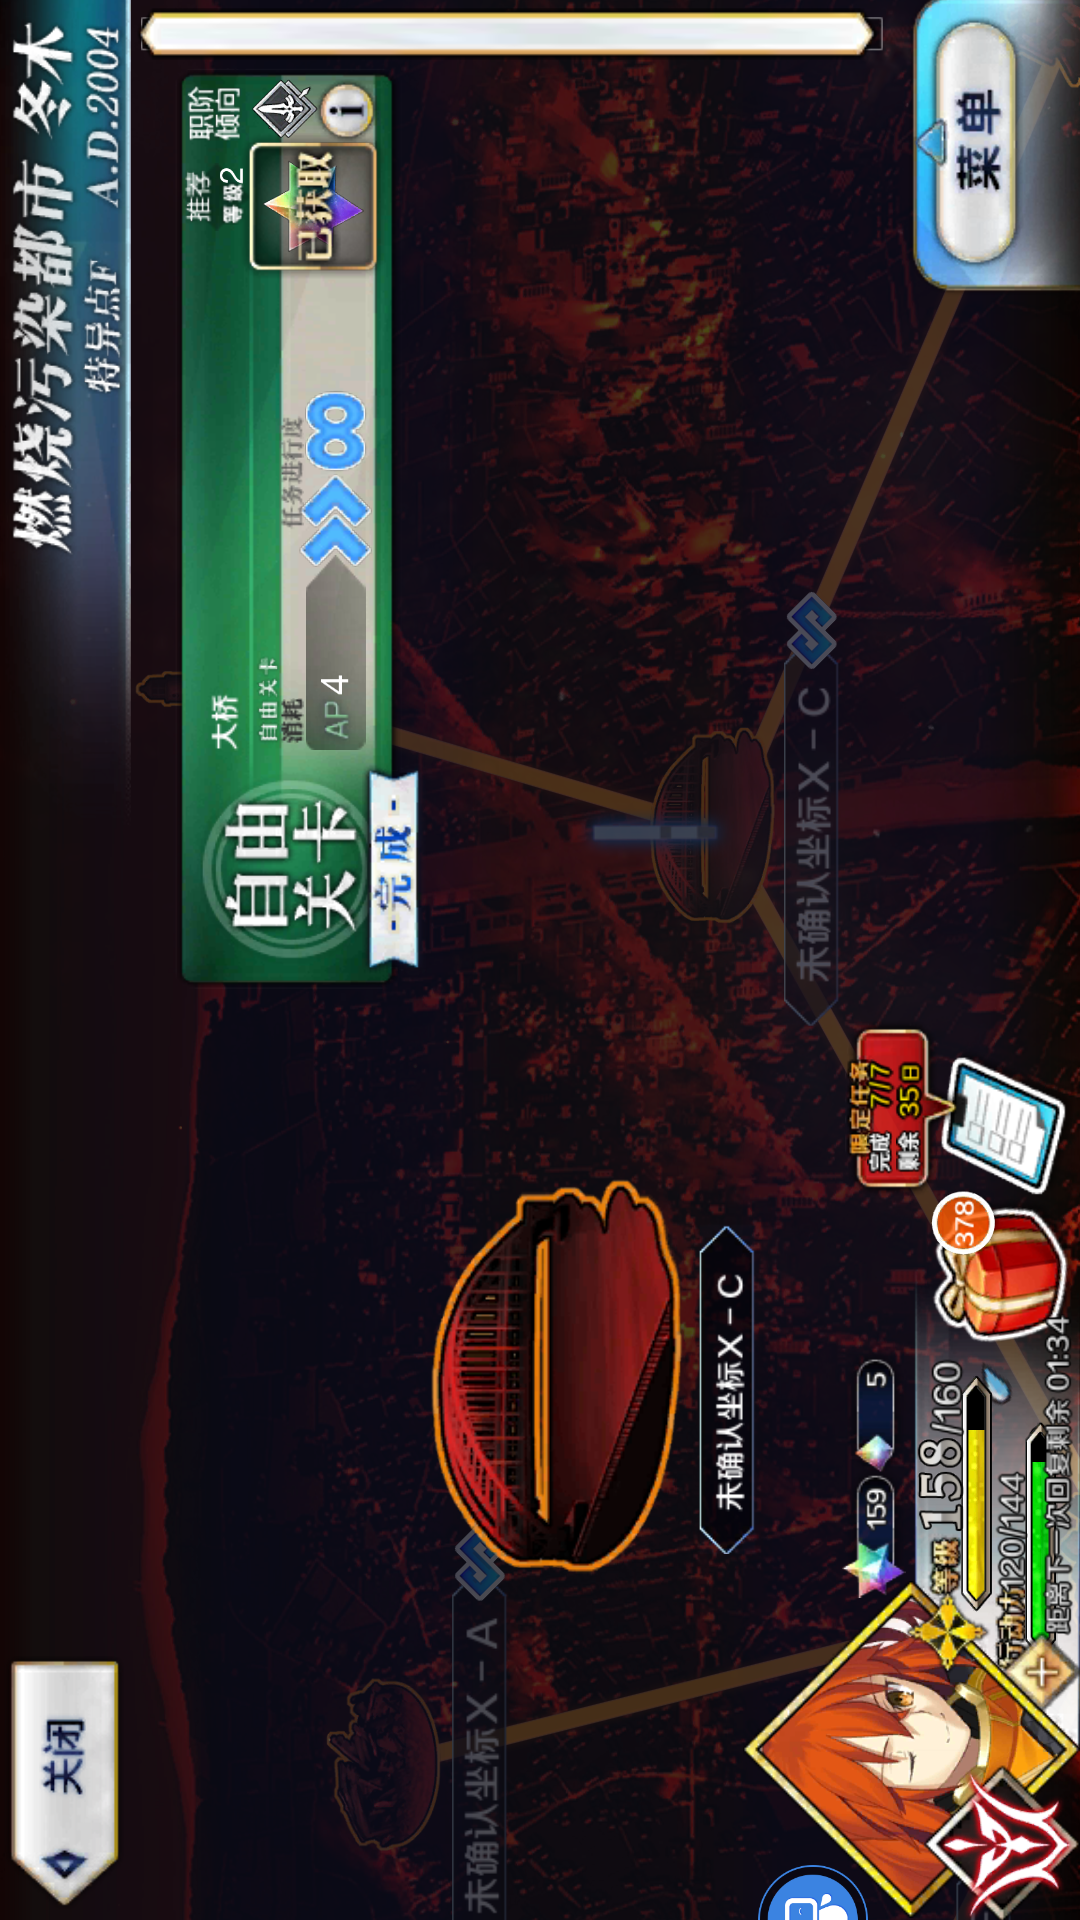 关闭
燃烧污染都市 冬木
特异点F A.D.2004
自由
关卡
完成
大桥
自由关卡
消耗
AP4
推荐
等级2
职阶
倾向
任务进行度
∞
已获取
未确认坐标X－A
未确认坐标X－C
未确认坐标X－C
159
5
限定任务
完成 7/7
剩余 35日
378
等级 158/160
行动力 120/144
距离下一次回复剩余 01:34
菜单